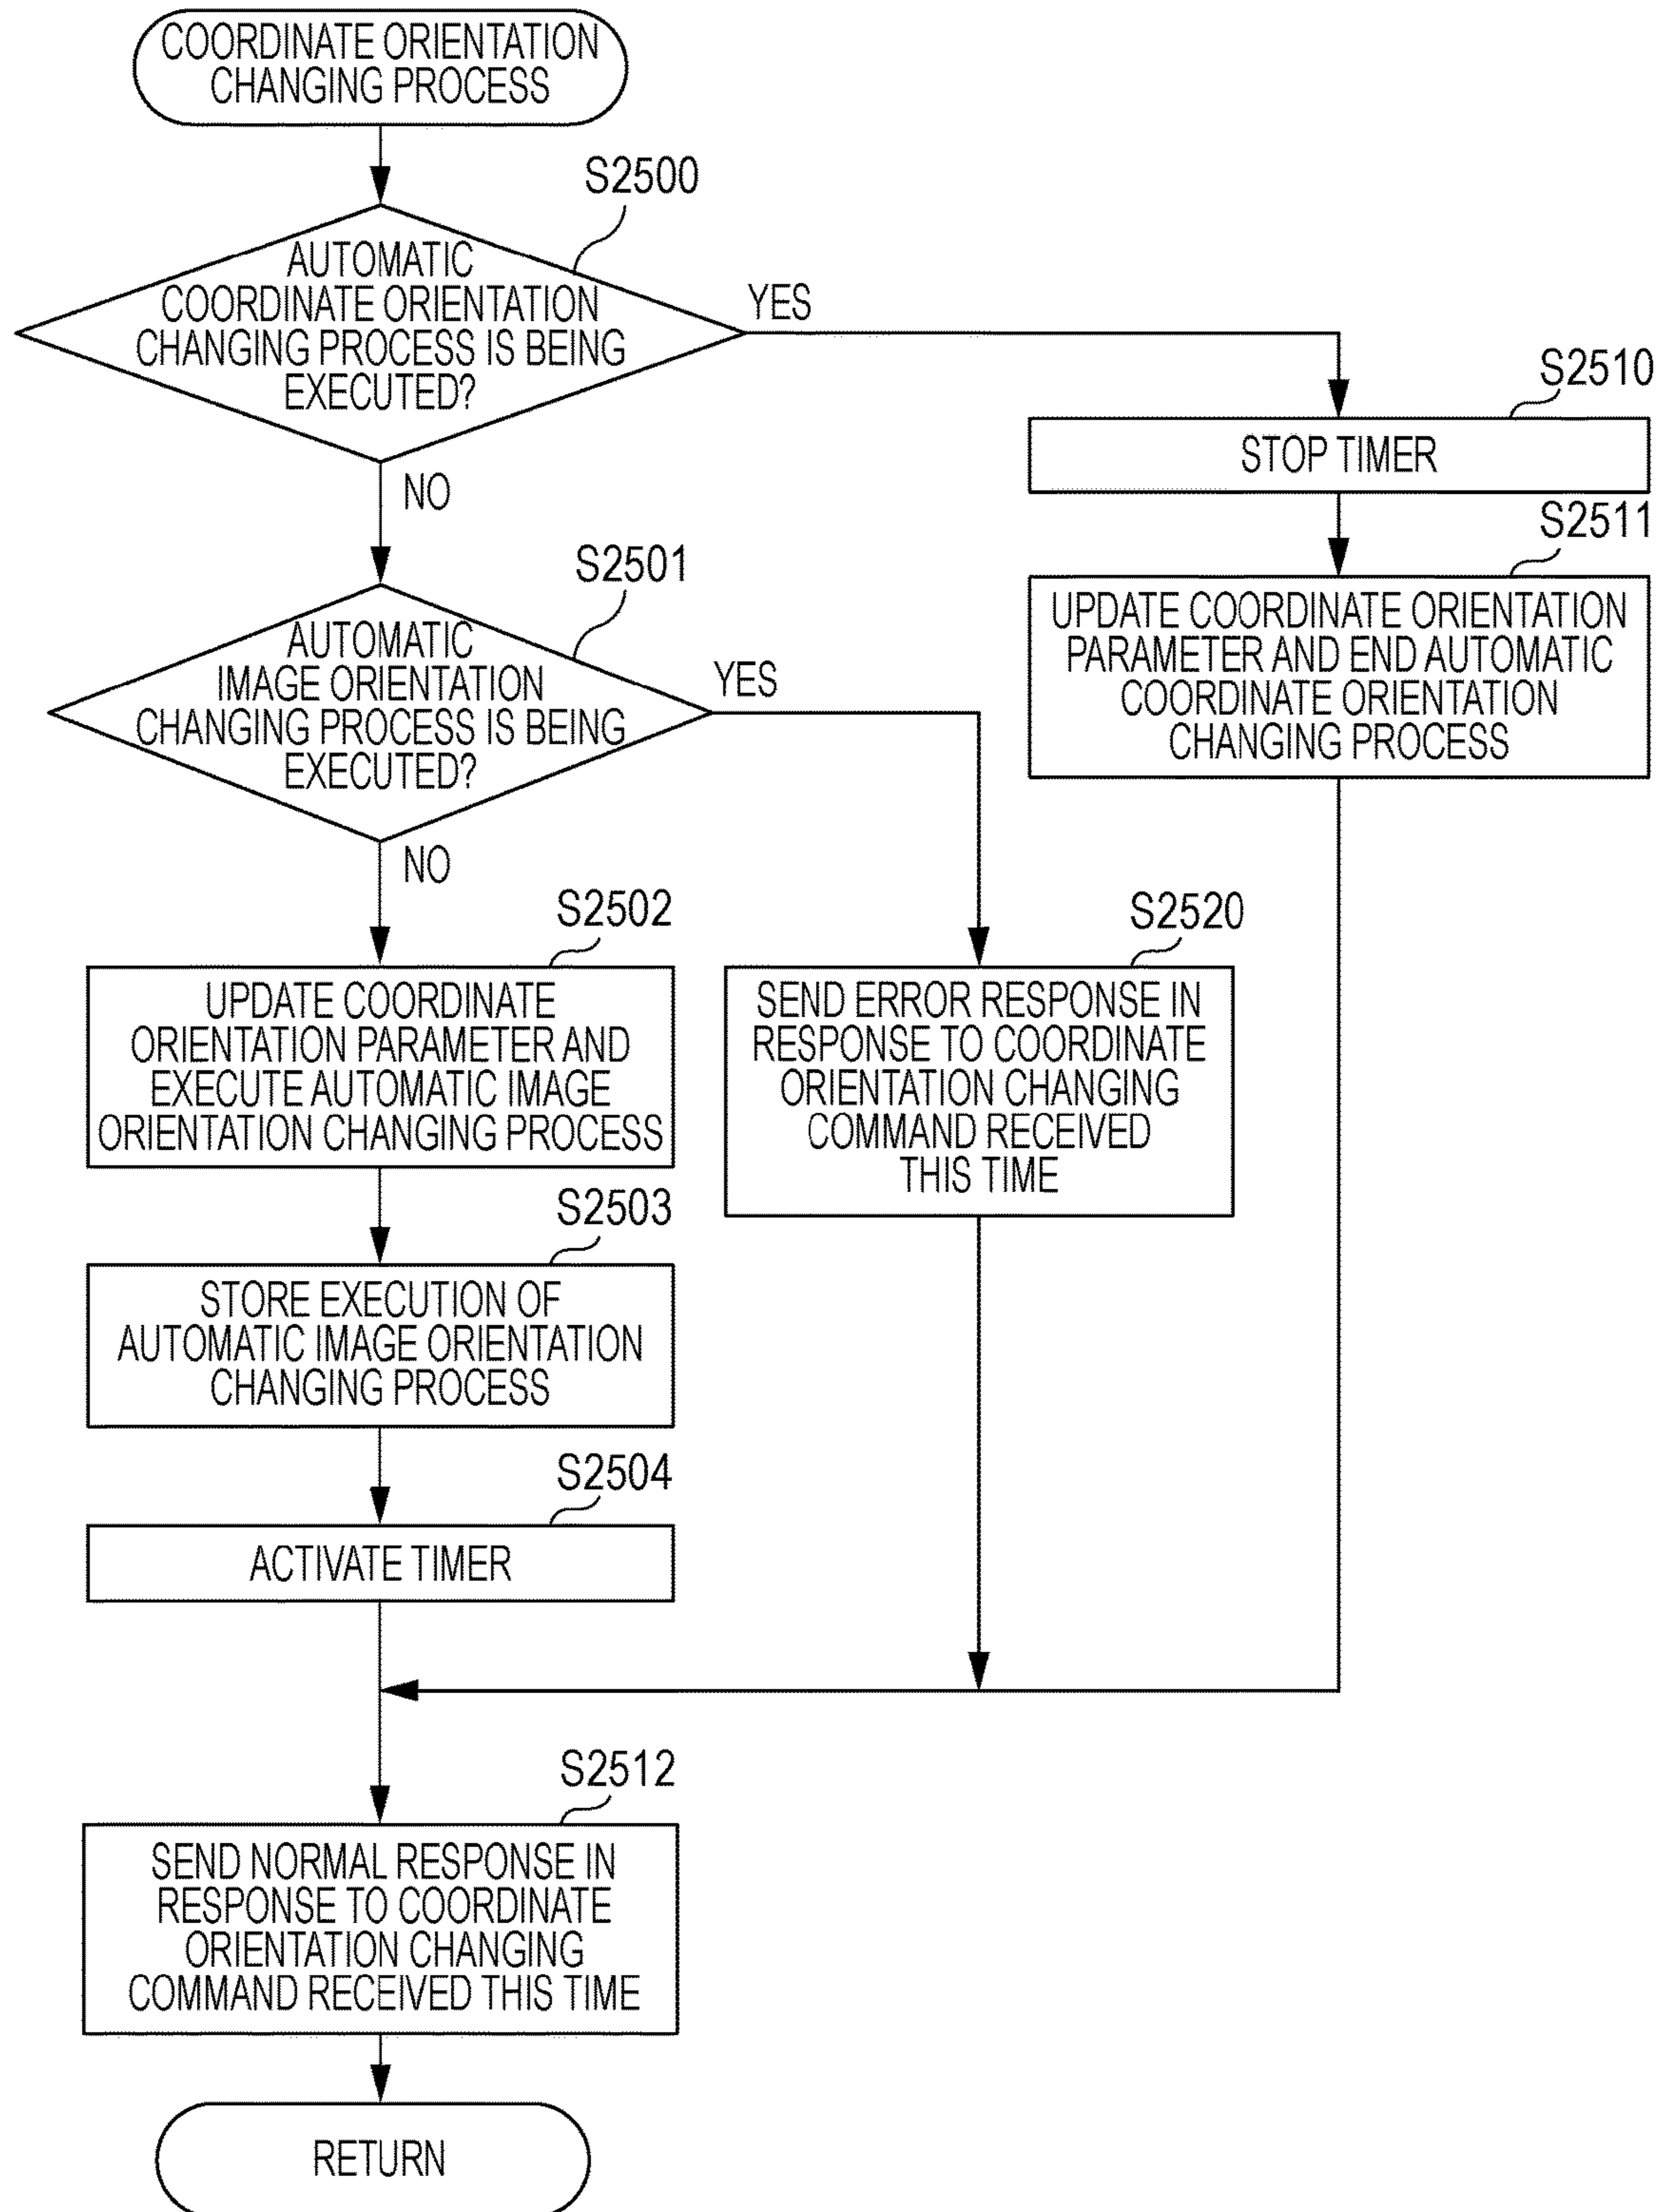 COORDINATE ORIENTATION
CHANGING PROCESS
S2500
AUTOMATIC
COORDINATE ORIENTATION
CHANGING PROCESS IS BEING
EXECUTED?
YES
NO
S2510
STOP TIMER
S2511
UPDATE COORDINATE ORIENTATION
PARAMETER AND END AUTOMATIC
COORDINATE ORIENTATION
CHANGING PROCESS
S2501
AUTOMATIC
IMAGE ORIENTATION
CHANGING PROCESS IS BEING
EXECUTED?
YES
NO
S2502
UPDATE COORDINATE
ORIENTATION PARAMETER AND
EXECUTE AUTOMATIC IMAGE
ORIENTATION CHANGING PROCESS
S2520
SEND ERROR RESPONSE IN
RESPONSE TO COORDINATE
ORIENTATION CHANGING
COMMAND RECEIVED
THIS TIME
S2503
STORE EXECUTION OF
AUTOMATIC IMAGE ORIENTATION
CHANGING PROCESS
S2504
ACTIVATE TIMER
S2512
SEND NORMAL RESPONSE IN
RESPONSE TO COORDINATE
ORIENTATION CHANGING
COMMAND RECEIVED THIS TIME
RETURN